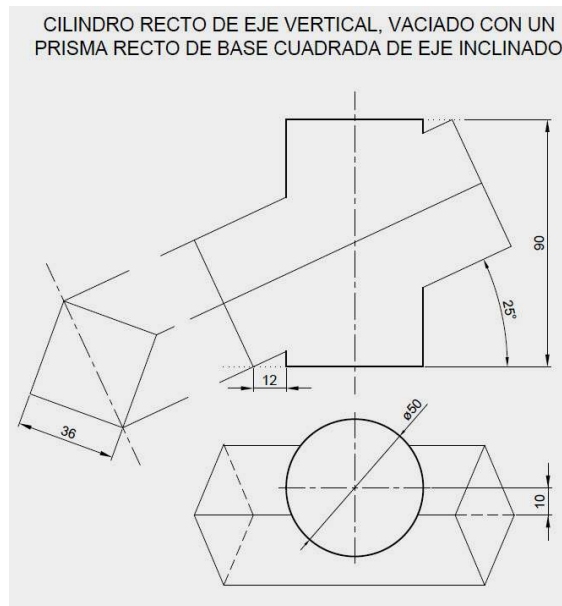 CILINDRO RECTO DE EJE VERTICAL, VACIADO CON UN
PRISMA RECTO DE BASE CUADRADA DE EJE INCLINADO
90
25°
12
36
ø50
10